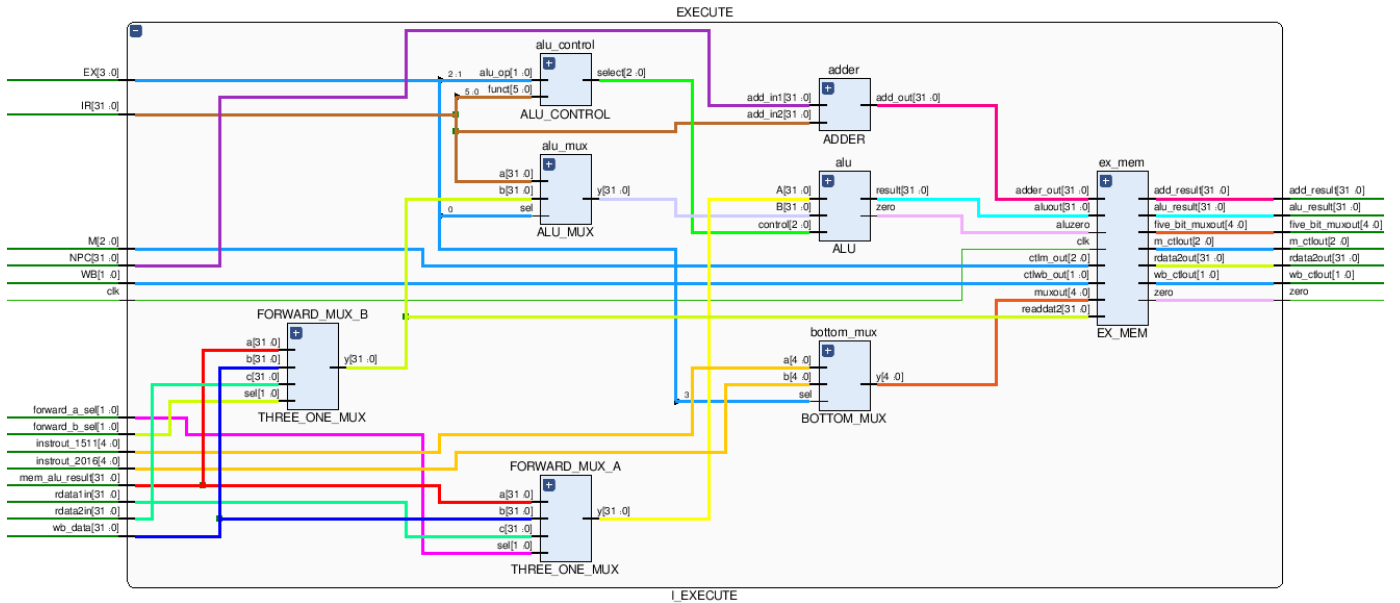 EXECUTE
EX[3:0]
IR[31:0]
M[2:0]
NPC[31:0]
WB[1:0]
clk
forward_a_sel[1:0]
forward_b_sel[1:0]
instrout_1511[4:0]
instrout_2016[4:0]
mem_alu_result[31:0]
rdata1in[31:0]
rdata2in[31:0]
wb_data[31:0]
FORWARD_MUX_B
a[31:0]
b[31:0]
c[31:0]
sel[1:0]
y[31:0]
THREE_ONE_MUX
alu_control
2:1
alu_op[1:0]
5:0
funct[5:0]
select[2:0]
ALU_CONTROL
alu_mux
a[31:0]
b[31:0]
0
sel
y[31:0]
ALU_MUX
FORWARD_MUX_A
a[31:0]
b[31:0]
c[31:0]
sel[1:0]
y[31:0]
THREE_ONE_MUX
adder
add_in1[31:0]
add_in2[31:0]
add_out[31:0]
ADDER
alu
A[31:0]
B[31:0]
control[2:0]
result[31:0]
zero
ALU
bottom_mux
a[4:0]
b[4:0]
3
sel
y[4:0]
BOTTOM_MUX
ex_mem
adder_out[31:0]
aluout[31:0]
aluzero
clk
ctlm_out[2:0]
ctlwb_out[1:0]
muxout[4:0]
readdat2[31:0]
add_result[31:0]
alu_result[31:0]
five_bit_muxout[4:0]
m_ctlout[2:0]
rdata2out[31:0]
wb_ctlout[1:0]
zero
EX_MEM
add_result[31:0]
alu_result[31:0]
five_bit_muxout[4:0]
m_ctlout[2:0]
rdata2out[31:0]
wb_ctlout[1:0]
zero
I_EXECUTE